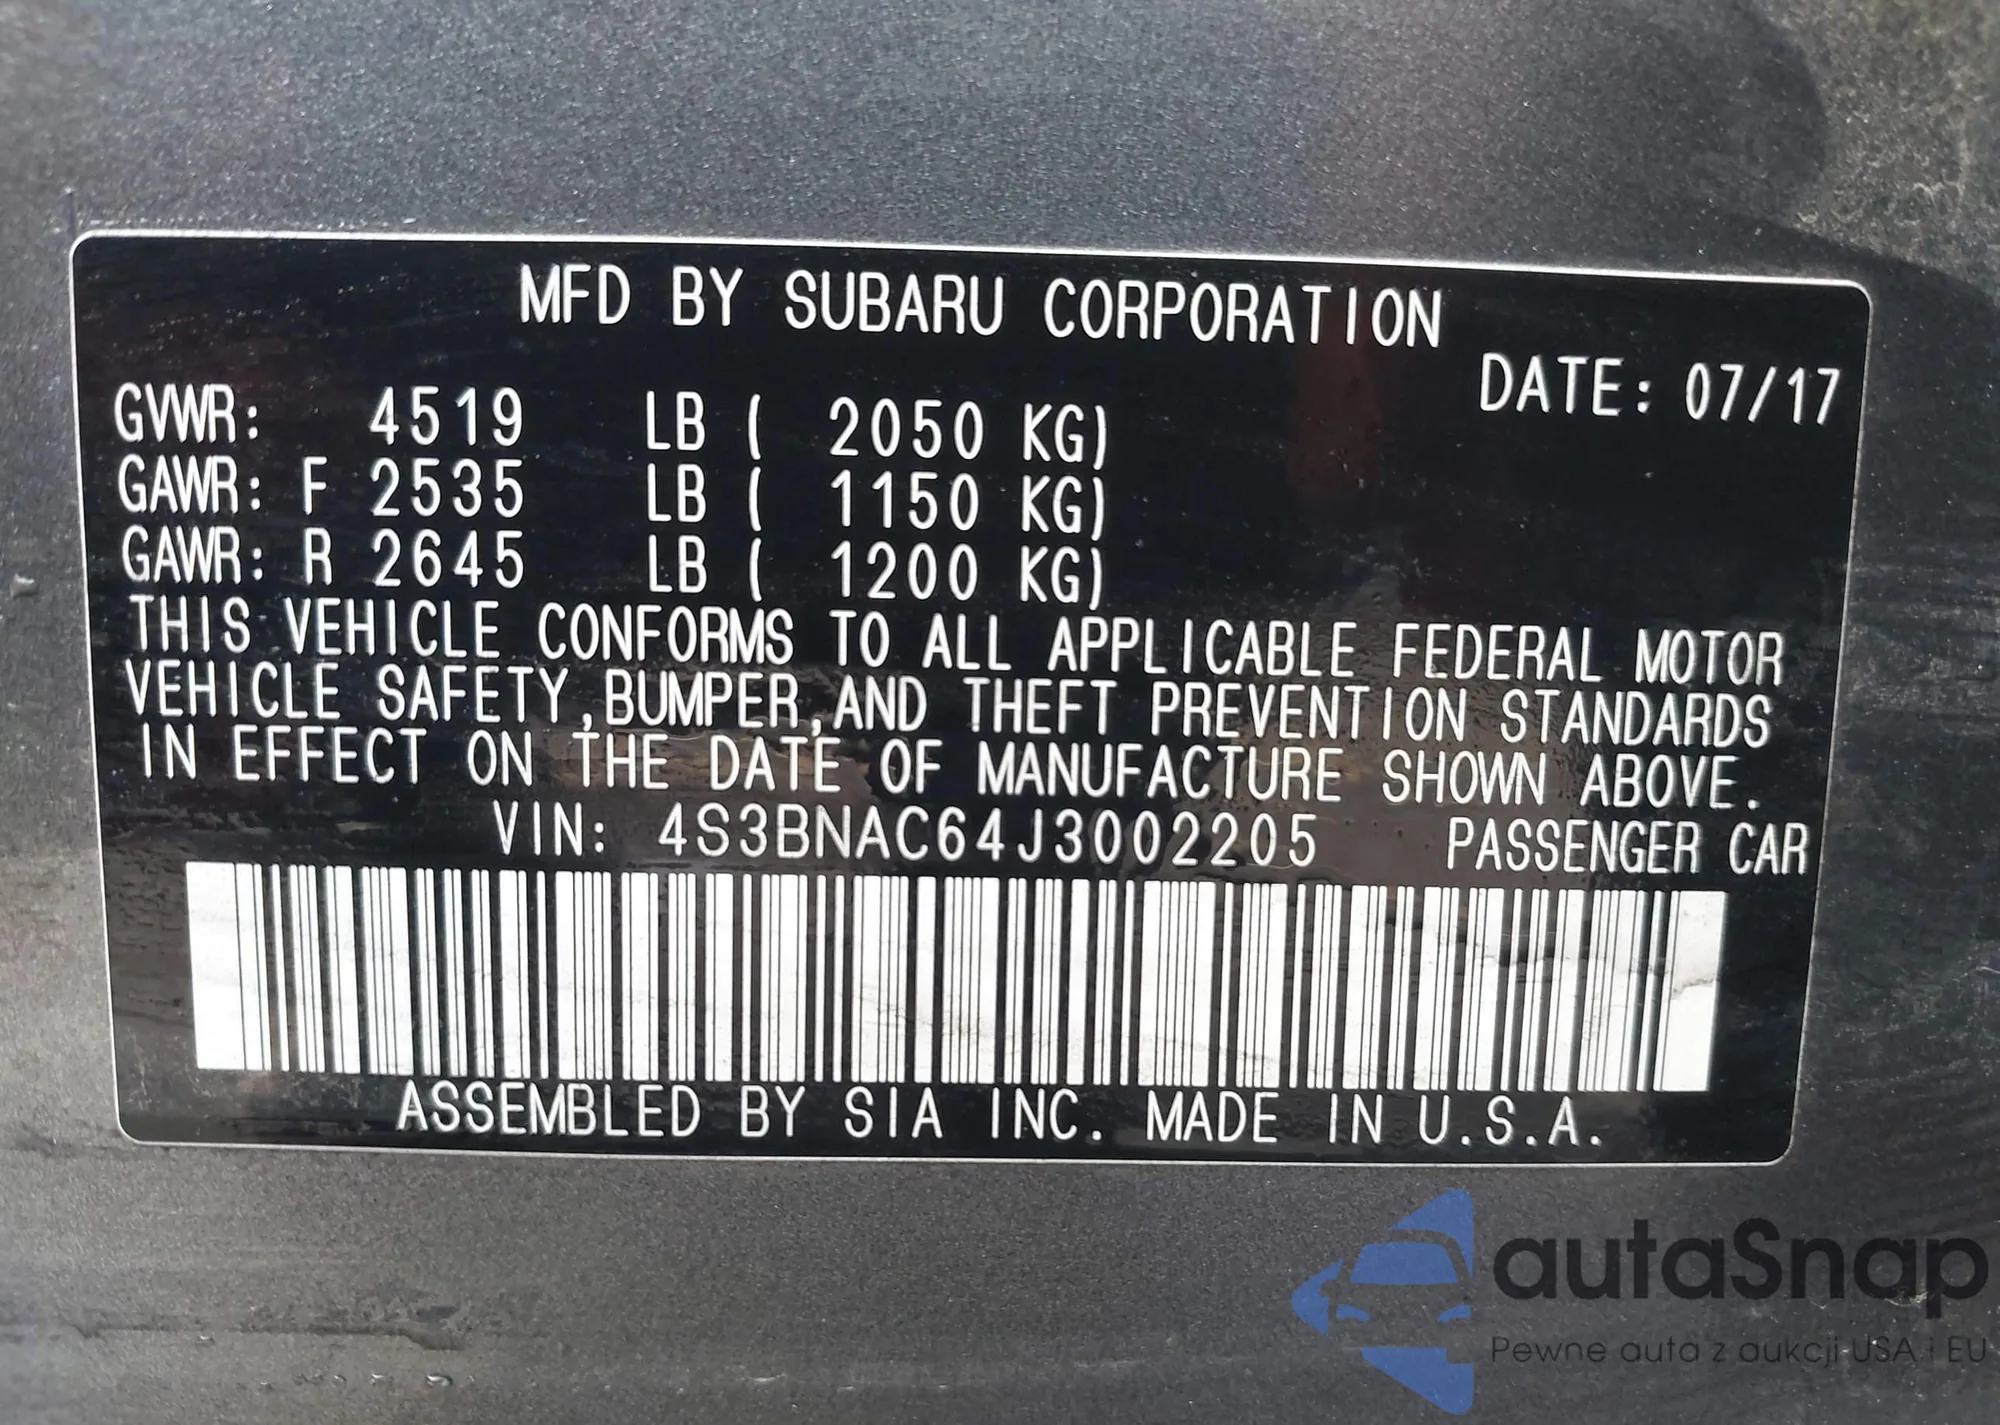 MFD BY SUBARU CORPORATION
DATE: 07/17
GVWR: 4519 LB ( 2050 KG)
GAWR: F 2535 LB ( 1150 KG)
GAWR: R 2645 LB ( 1200 KG)
THIS VEHICLE CONFORMS TO ALL APPLICABLE FEDERAL MOTOR
VEHICLE SAFETY,BUMPER,AND THEFT PREVENTION STANDARDS
IN EFFECT ON THE DATE OF MANUFACTURE SHOWN ABOVE.
VIN: 4S3BNAC64J3002205 PASSENGER CAR
ASSEMBLED BY SIA INC. MADE IN U.S.A.
autaSnap
Pewne auta z aukcji USA i EU